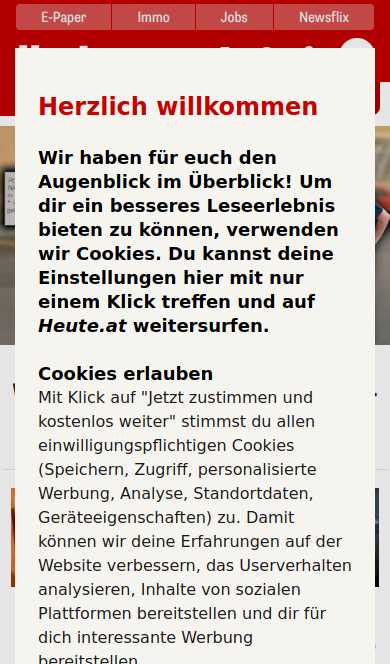 E-Paper
Immo
Jobs
Newsflix
Herzlich willkommen
Wir haben für euch den
Augenblick im Überblick! Um
dir ein besseres Leseerlebnis
bieten zu können, verwenden
wir Cookies. Du kannst deine
Einstellungen hier mit nur
einem Klick treffen und auf
Heute.at weitersurfen.
Cookies erlauben
Mit Klick auf "Jetzt zustimmen und
kostenlos weiter" stimmst du allen
einwilligungspflichtigen Cookies
(Speichern, Zugriff, personalisierte
Werbung, Analyse, Standortdaten,
Geräteeigenschaften) zu. Damit
können wir deine Erfahrungen auf der
Website verbessern, das Userverhalten
analysieren, Inhalte von sozialen
Plattformen bereitstellen und dir für
dich interessante Werbung
bereitstellen